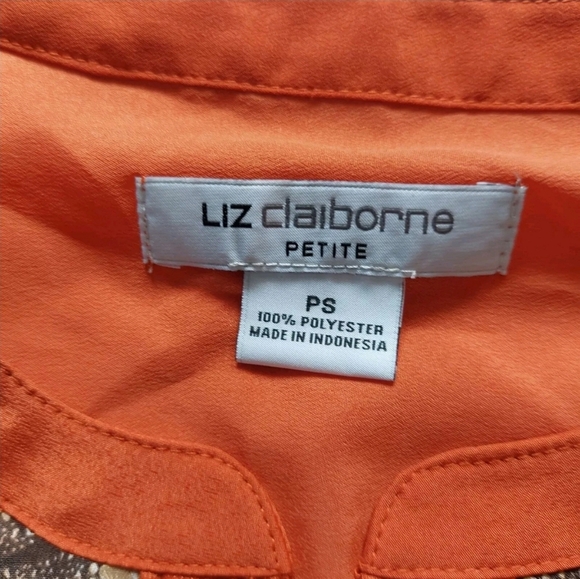 LIZ claiborne
PETITE
PS
100% POLYESTER
MADE IN INDONESIA